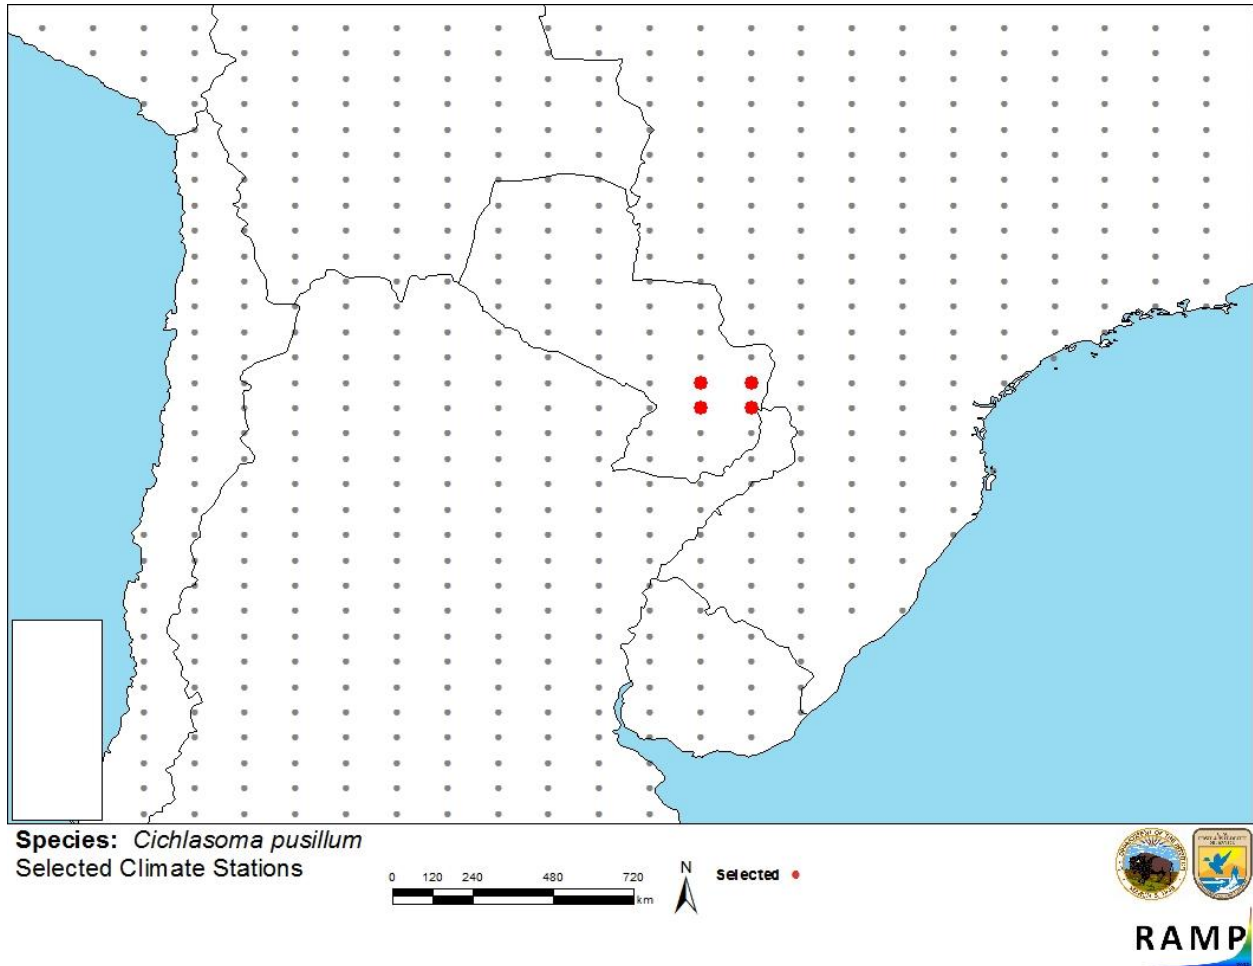 Species: Cichlasoma pusillum
Selected Climate Stations
0 120 240 480 720
km
N
Selected
RAMP